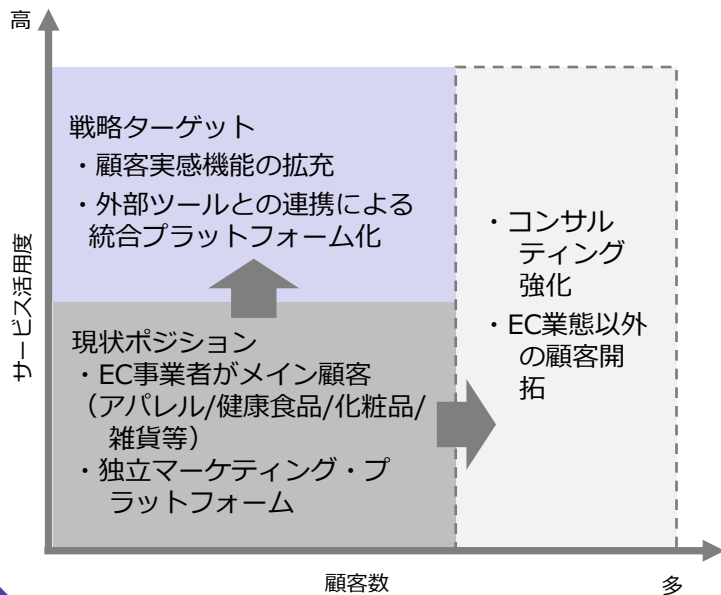 高
戦略ターゲット
・顧客実感機能の拡充
・外部ツールとの連携による
統合プラットフォーム化
現状ポジション
・EC事業者がメイン顧客
（アパレル/健康食品/化粧品/
雑貨等）
・独立マーケティング・プ
ラットフォーム
・コンサル
ティング
強化
・EC業態以外
の顧客開
拓
サービス活用度
顧客数
多